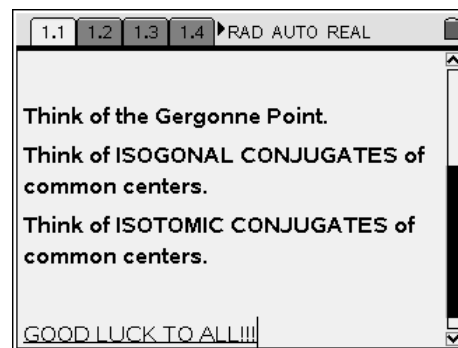 1.1 1.2 1.3 1.4 RAD AUTO REAL
Think of the Gergonne Point.
Think of ISOGONAL CONJUGATES of
common centers.
Think of ISOTOMIC CONJUGATES of
common centers.
GOOD LUCK TO ALL!!!